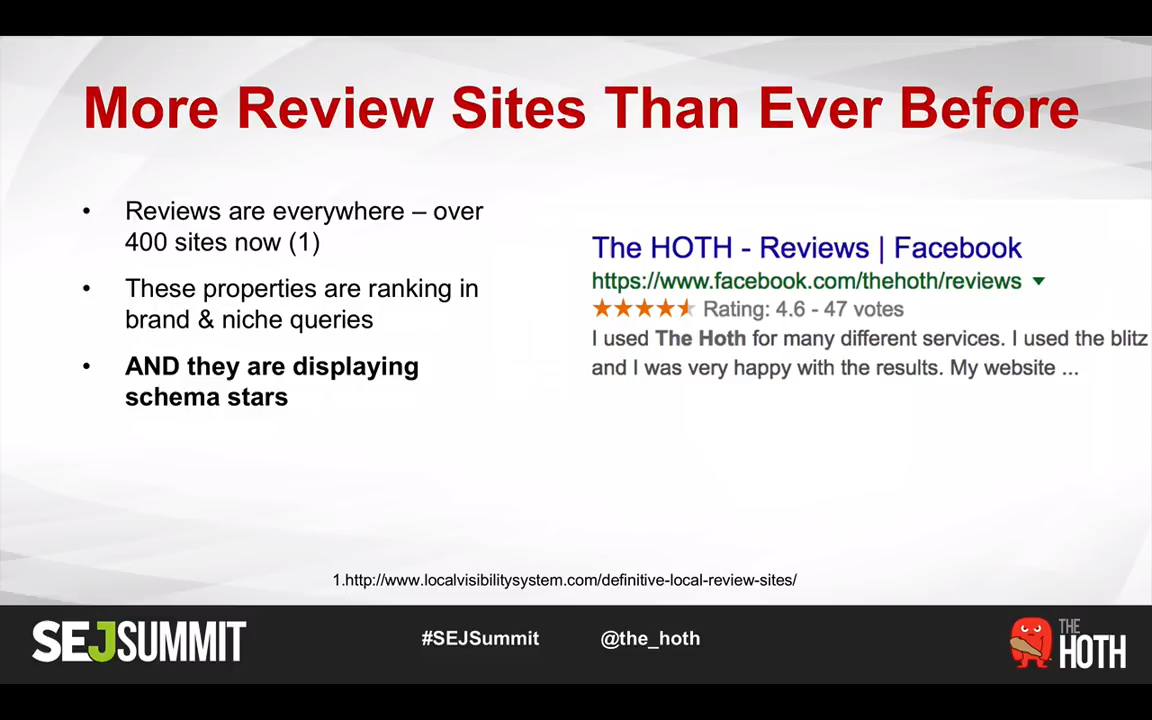 More Review Sites Than Ever Before
• Reviews are everywhere – over
400 sites now (1)
• These properties are ranking in
brand & niche queries
• AND they are displaying
schema stars
The HOTH - Reviews | Facebook
https://www.facebook.com/thehoth/reviews
Rating: 4.6 - 47 votes
I used The Hoth for many different services. I used the blitz
and I was very happy with the results. My website ...
1.http://www.localvisibilitysystem.com/definitive-local-review-sites/
SEJSUMMIT
#SEJSummit @the_hoth
THE
HOTH